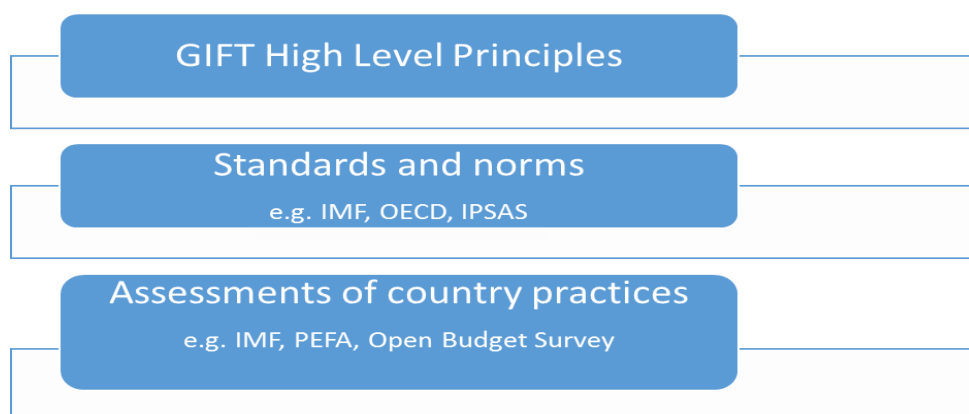 GIFT High Level Principles
Standards and norms
e.g. IMF, OECD, IPSAS
Assessments of country practices
e.g. IMF, PEFA, Open Budget Survey